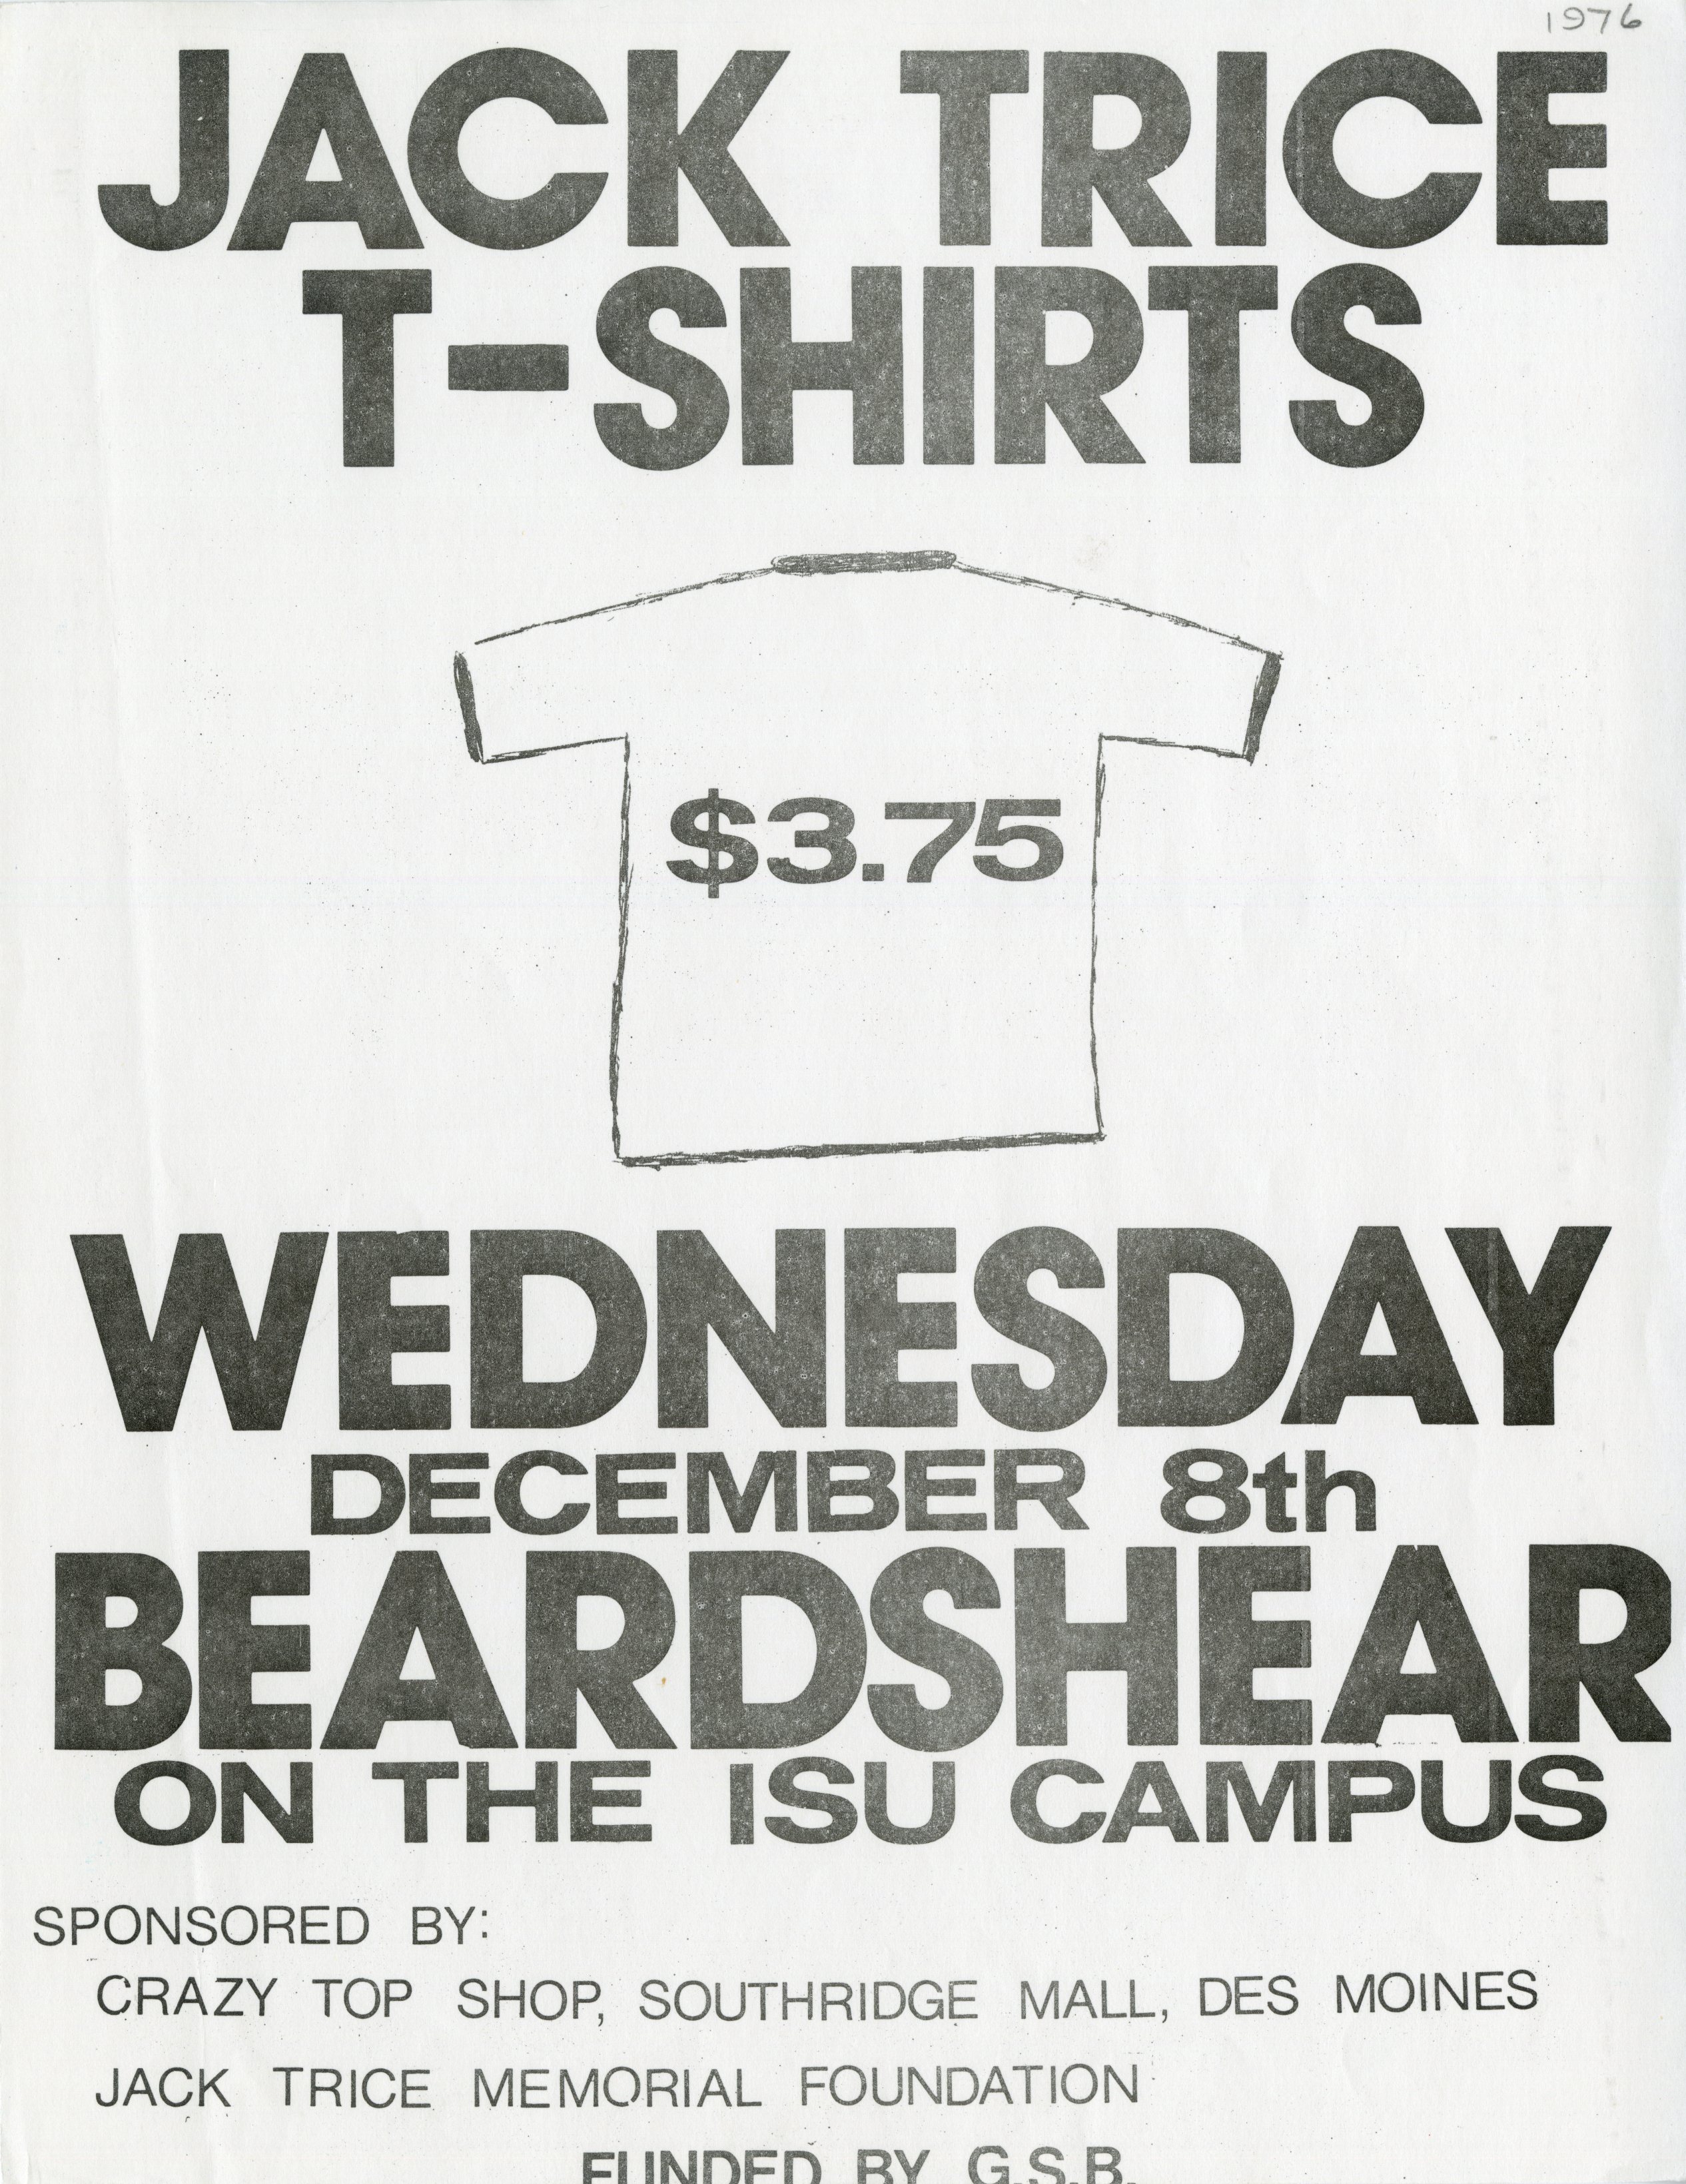 1976
JACK TRICE
T-SHIRTS
$3.75
WEDNESDAY
DECEMBER 8th
BEARDSHEAR
ON THE ISU CAMPUS
SPONSORED BY:
CRAZY TOP SHOP, SOUTHRIDGE MALL, DES MOINES
JACK TRICE MEMORIAL FOUNDATION
FUNDED BY G.S.B.